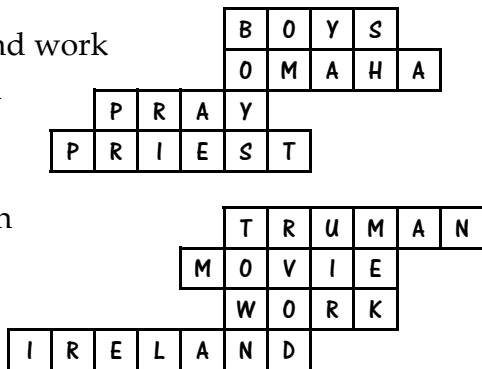 nd work
BOYS
OMAHA
PRAY
PRIEST
TRUMAN
MOVIE
WORK
IRELAND